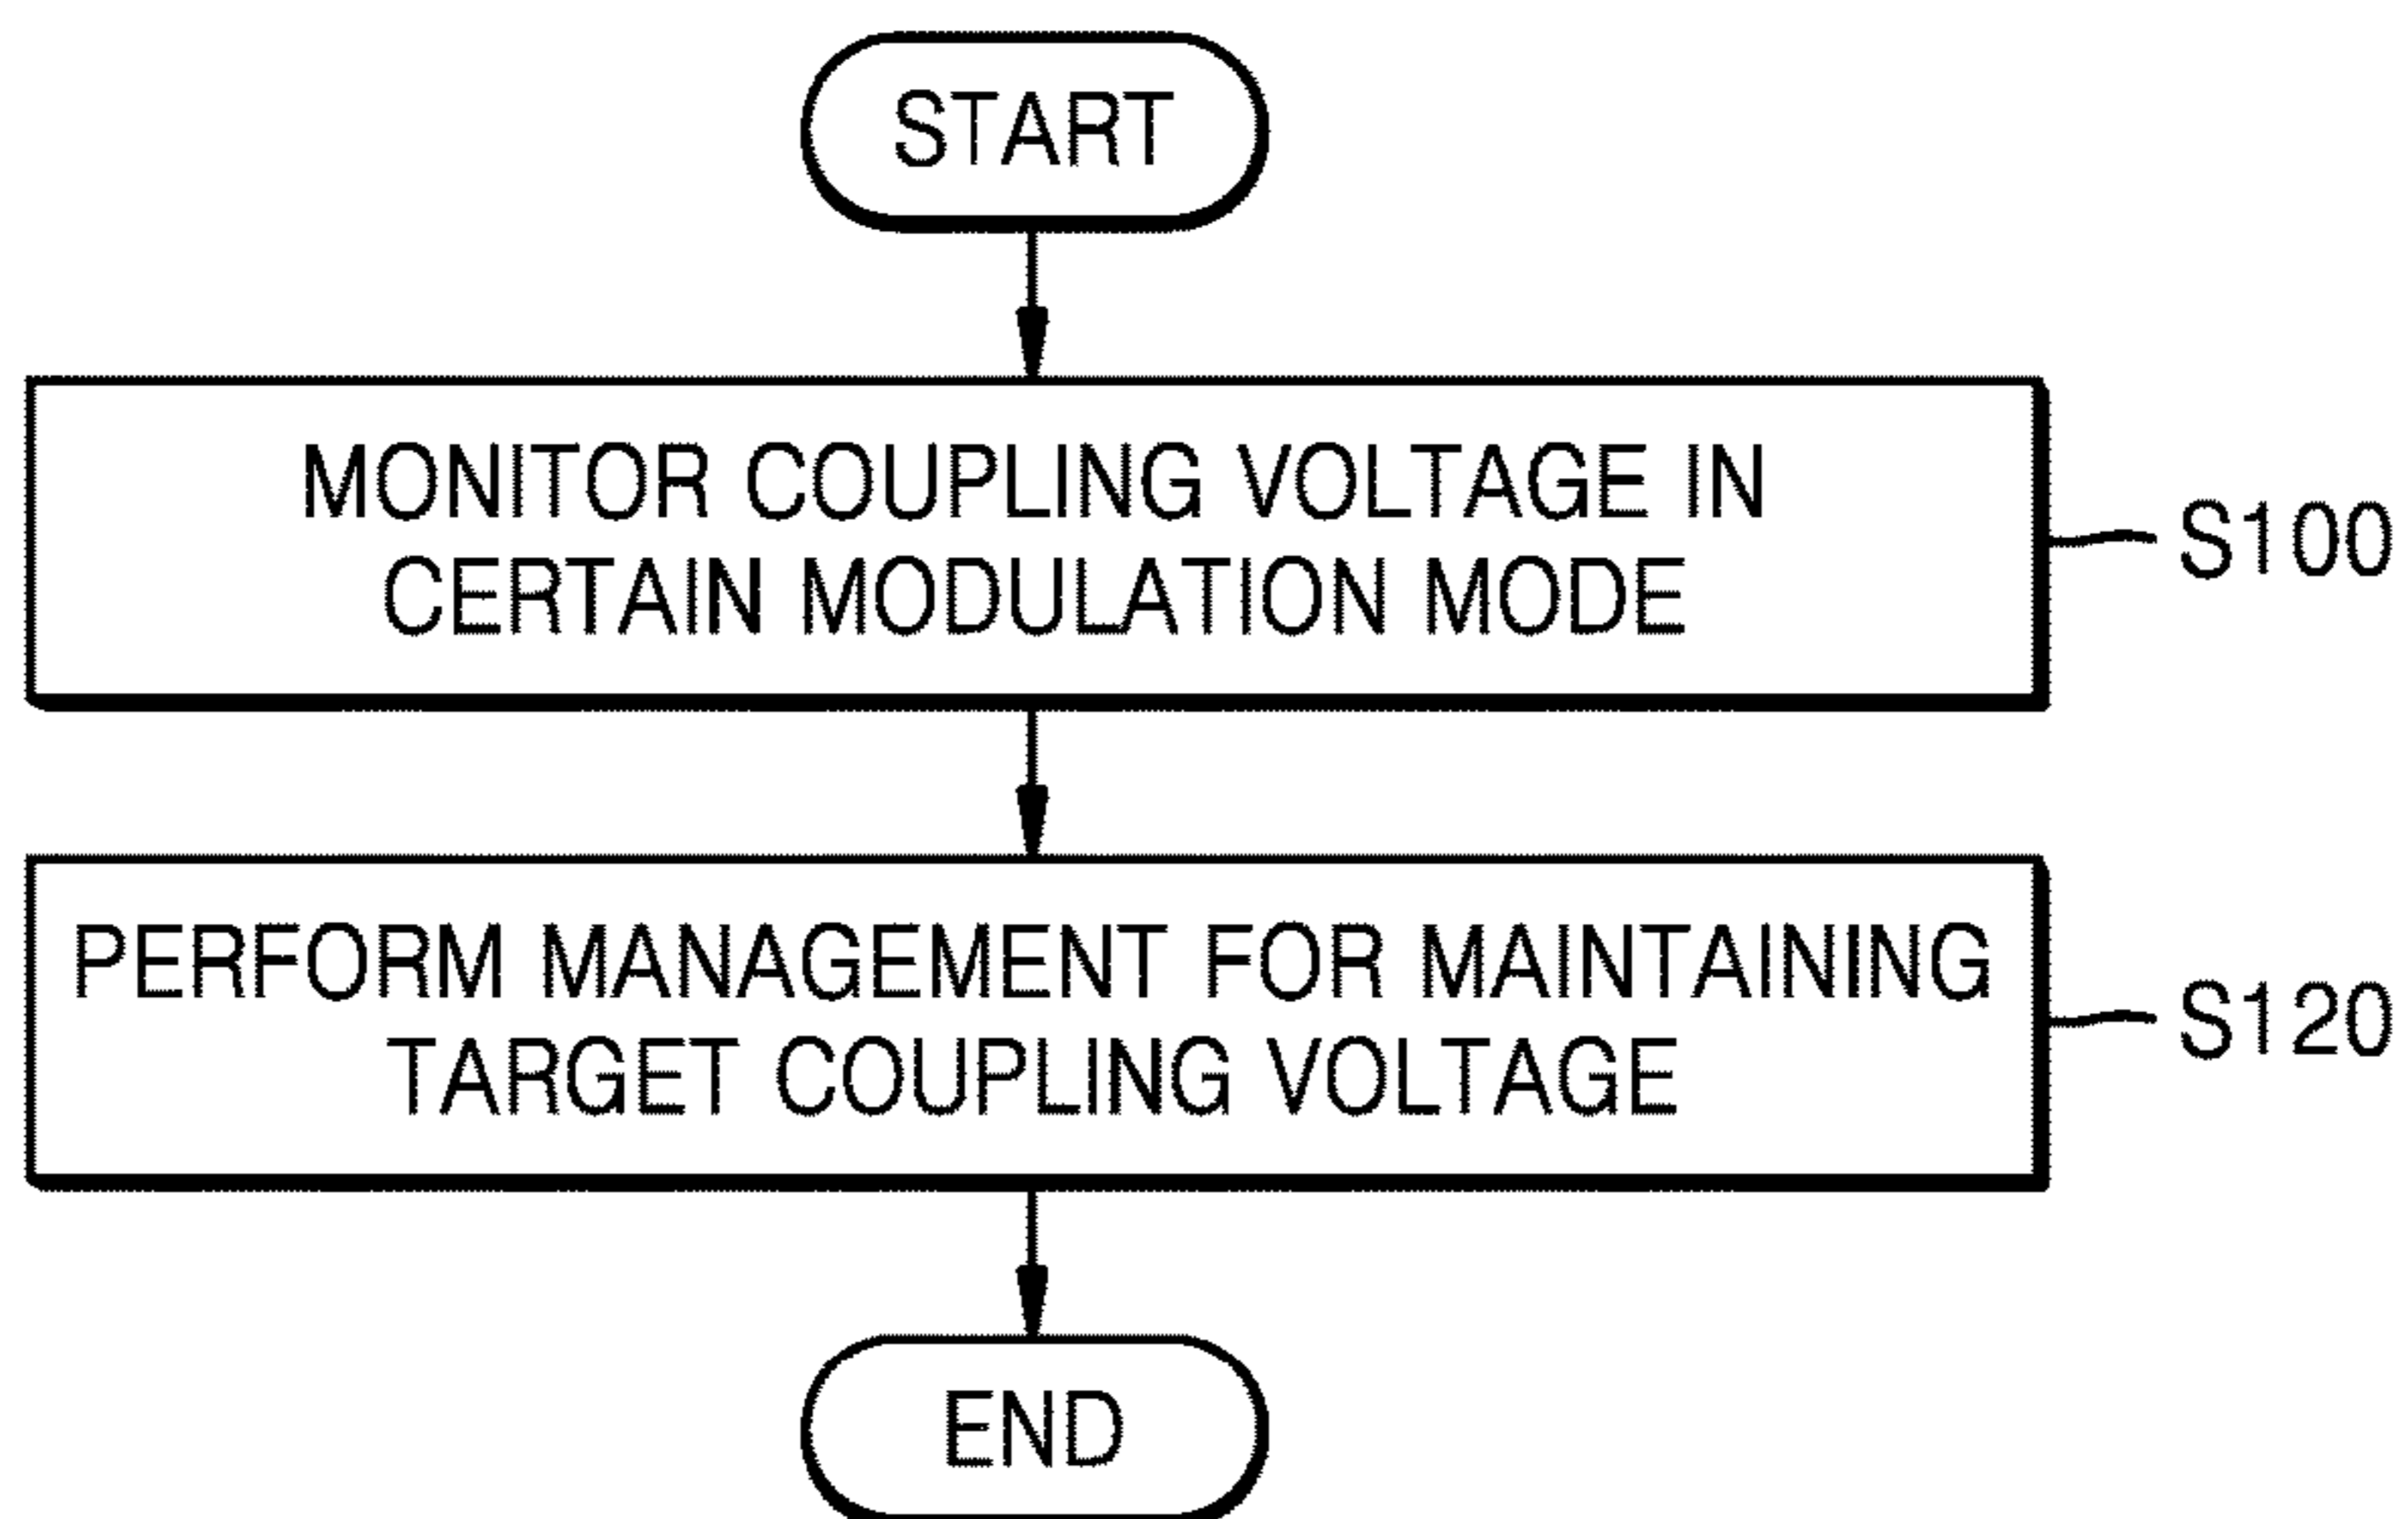 START
MONITOR COUPLING VOLTAGE IN
CERTAIN MODULATION MODE
S100
PERFORM MANAGEMENT FOR MAINTAINING
TARGET COUPLING VOLTAGE
S120
END